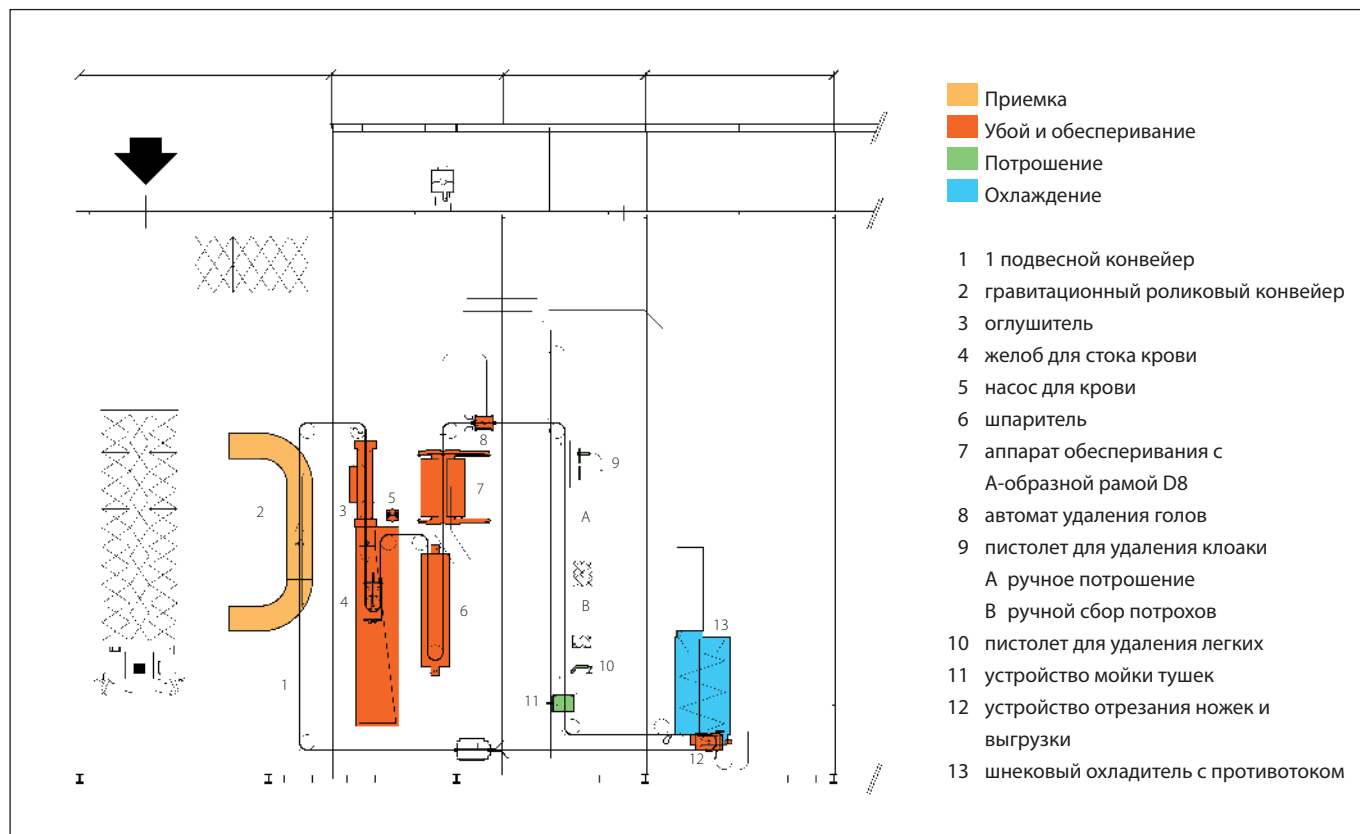 Приемка
Убой и обесперивание
Потрошение
Охлаждение
1 1 подвесной конвейер
2 гравитационный роликовый конвейер
3 оглушитель
4 желоб для стока крови
5 насос для крови
6 шпаритель
7 аппарат обесперивания с
А-образной рамой D8
8 автомат удаления голов
9 пистолет для удаления клоаки
А ручное потрошение
В ручной сбор потрохов
10 пистолет для удаления легких
11 устройство мойки тушек
12 устройство отрезания ножек и
выгрузки
13 шнековый охладитель с противотоком
8
9
5
7
2
3
A
4
B
6
13
10
1
11
12